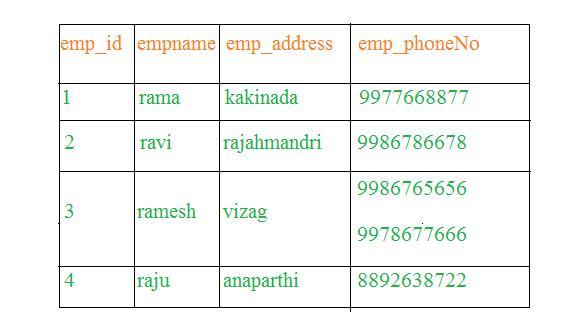 emp_id empname emp_address emp_phoneNo
1 rama kakinada 9977668877
2 ravi rajahmandri 9986786678
9986765656
3 ramesh vizag
9978677666
4 raju anaparthi 8892638722